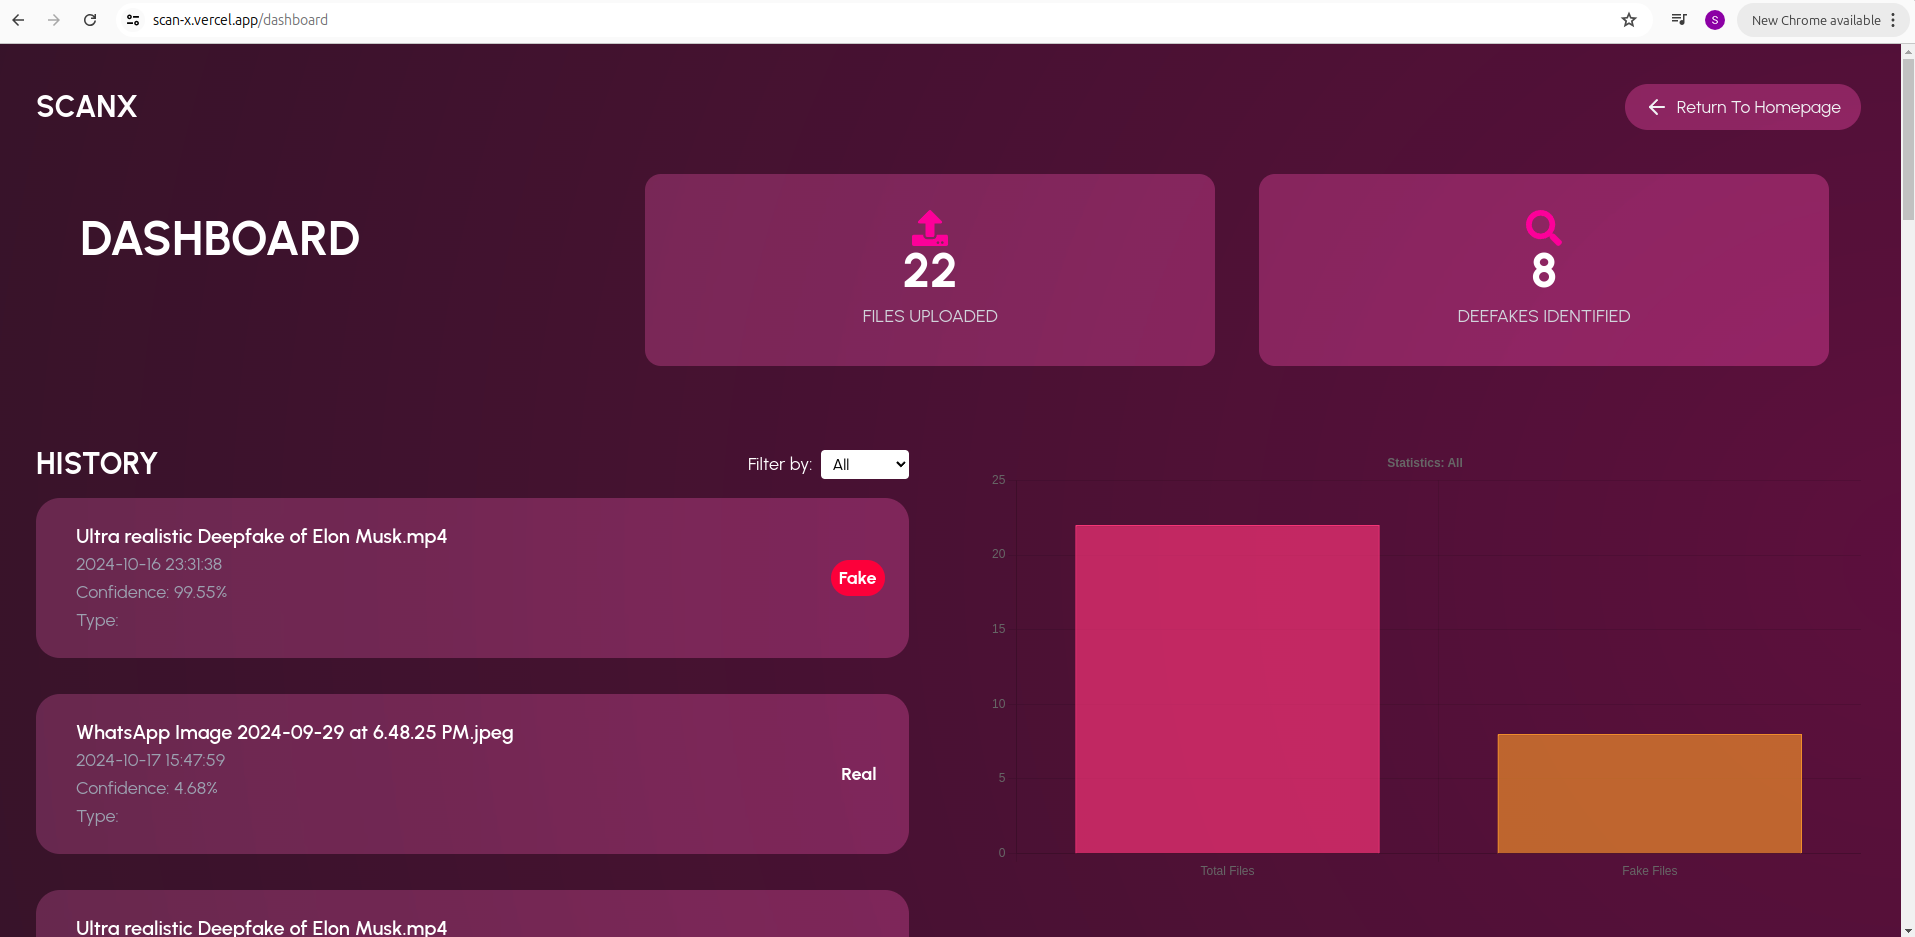 scan-x.vercel.app/dashboard
S
New Chrome available
SCANX
Return To Homepage
DASHBOARD
22
FILES UPLOADED
8
DEEFAKES IDENTIFIED
HISTORY
Filter by:
All
Ultra realistic Deepfake of Elon Musk.mp4
2024-10-16 23:31:38
Confidence: 99.55%
Type:
Fake
WhatsApp Image 2024-09-29 at 6.48.25 PM.jpeg
2024-10-17 15:47:59
Confidence: 4.68%
Type:
Real
Ultra realistic Deepfake of Elon Musk.mp4
Statistics: All
25
20
15
10
5
0
Total Files
Fake Files